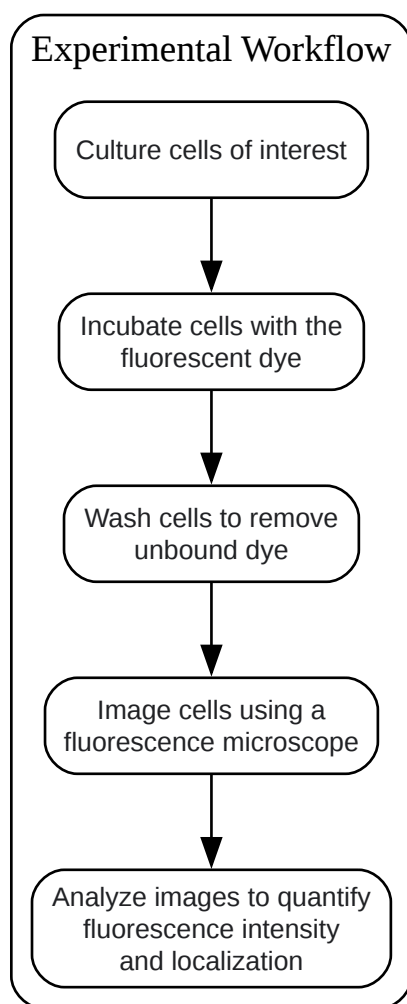 Experimental Workflow
Culture cells of interest
Incubate cells with the
fluorescent dye
Wash cells to remove
unbound dye
Image cells using a
fluorescence microscope
Analyze images to quantify
fluorescence intensity
and localization